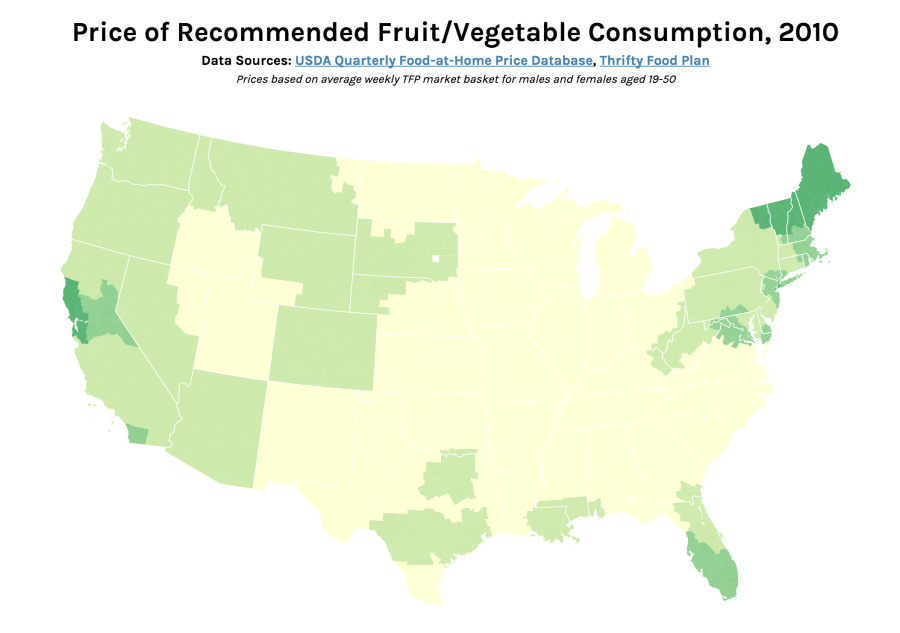 Price of Recommended Fruit/Vegetable Consumption, 2010
Data Sources: USDA Quarterly Food-at-Home Price Database, Thrifty Food Plan
Prices based on average weekly TFP market basket for males and females aged 19-50